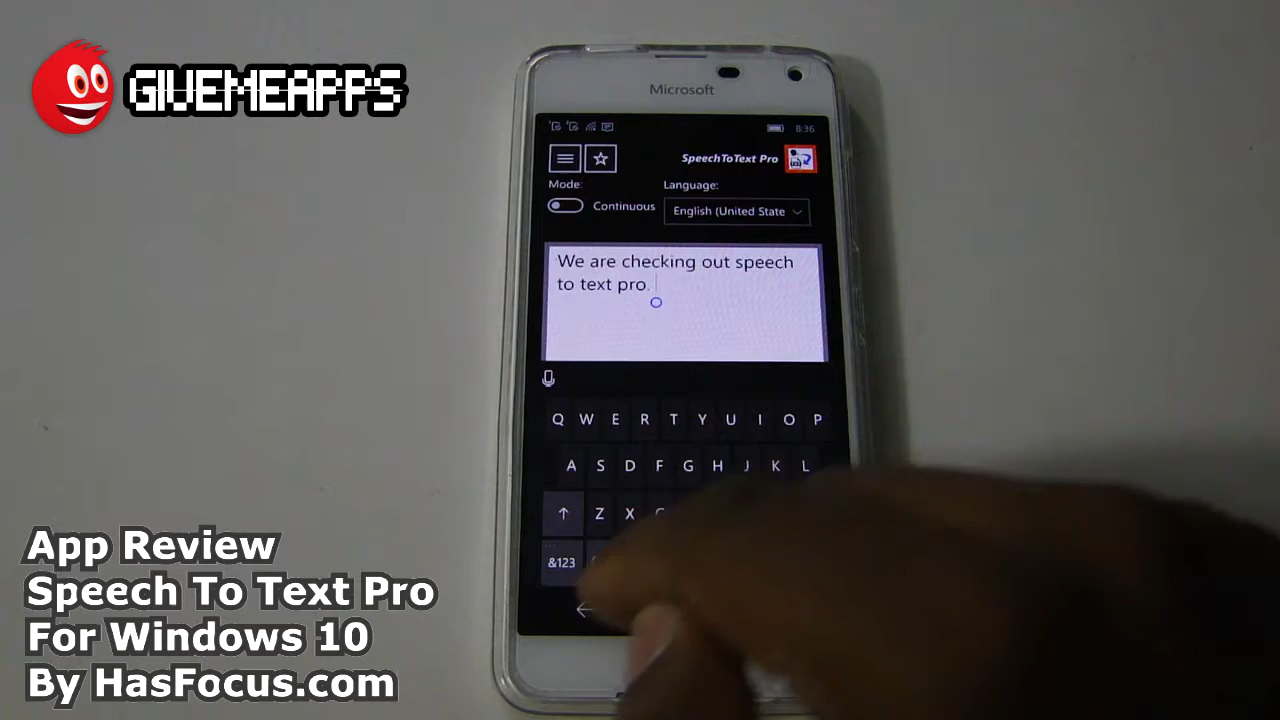 GIVEMEAPPS
Microsoft
8:36
SpeechToText Pro
Mode:
Language:
Continuous
English (United State
We are checking out speech
to text pro.
Q W E R T Y U I O P
A S D F G H J K L
Z X
&123
App Review
Speech To Text Pro
For Windows 10
By HasFocus.com